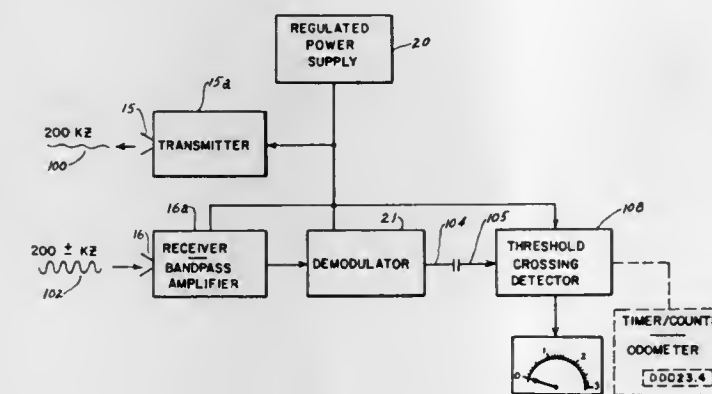 REGULATED
POWER
SUPPLY
20
15a
15
200 KZ
100
TRANSMITTER
16a
16
200 ± KZ
102
RECEIVER
BANDPASS
AMPLIFIER
21
DEMODULATOR
104
105
108
THRESHOLD
CROSSING
DETECTOR
0 1 2 3
TIMER/COUNT
ODOMETER
00023.4